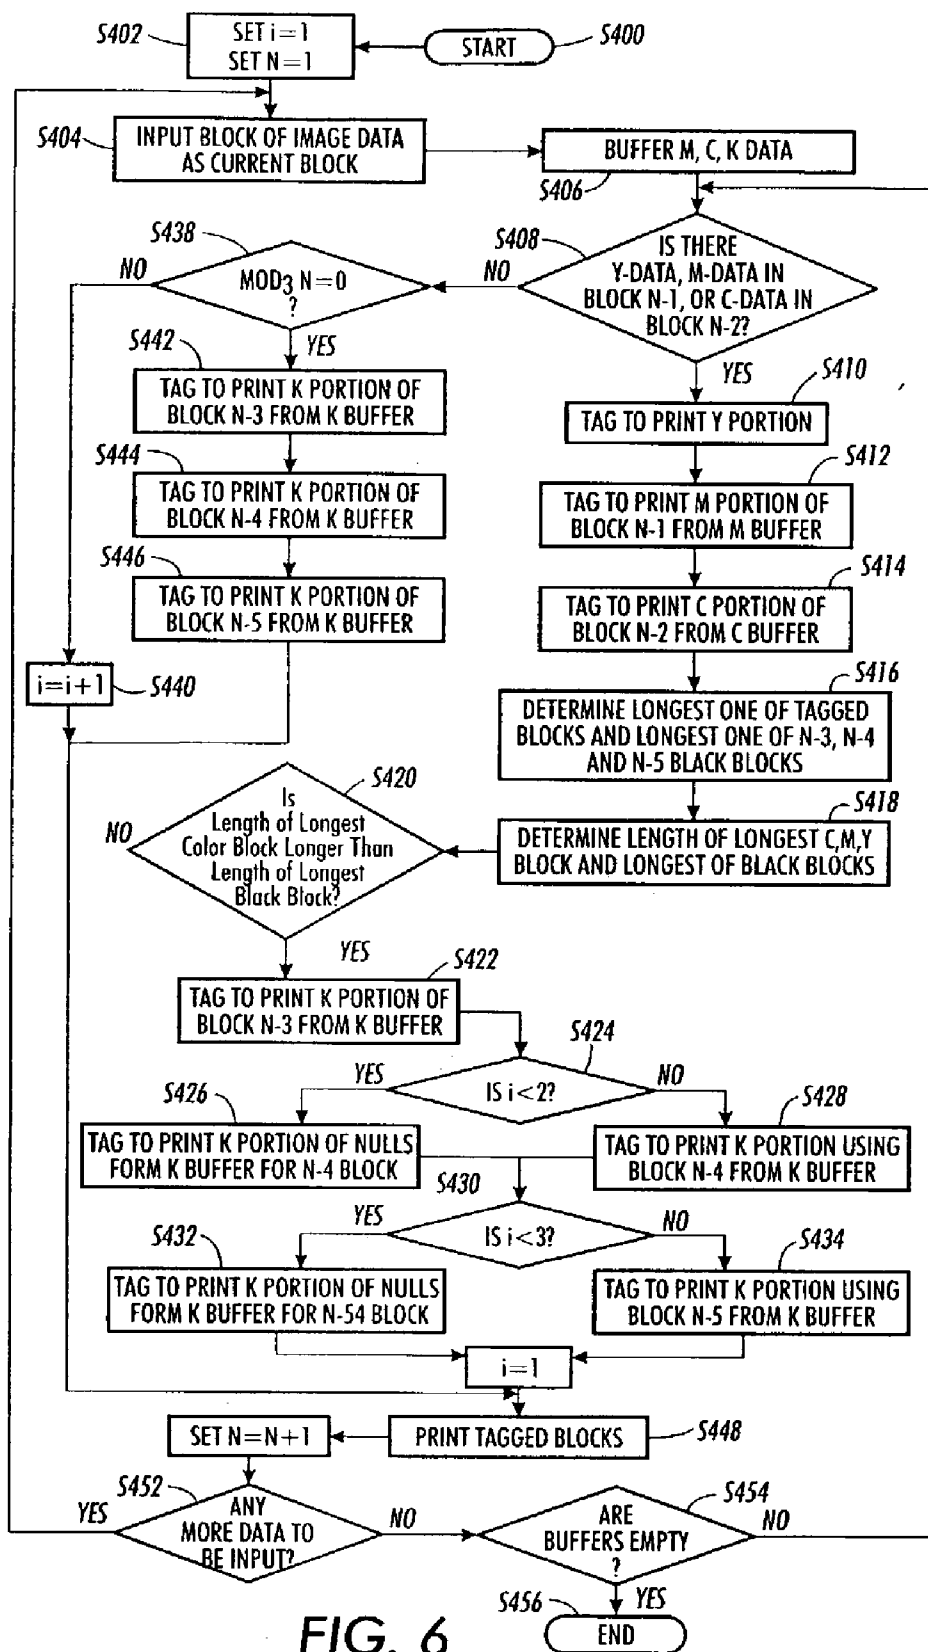 S402
SET i=1
SET N=1
START
S400
S404
INPUT BLOCK OF IMAGE DATA
AS CURRENT BLOCK
BUFFER M, C, K DATA
S406
S438
MOD3 N=0
?
NO
YES
S408
IS THERE
Y-DATA, M-DATA IN
BLOCK N-1, OR C-DATA IN
BLOCK N-2?
NO
YES
S442
TAG TO PRINT K PORTION OF
BLOCK N-3 FROM K BUFFER
S410
TAG TO PRINT Y PORTION
S444
TAG TO PRINT K PORTION OF
BLOCK N-4 FROM K BUFFER
S412
TAG TO PRINT M PORTION OF
BLOCK N-1 FROM M BUFFER
S446
TAG TO PRINT K PORTION OF
BLOCK N-5 FROM K BUFFER
S414
TAG TO PRINT C PORTION OF
BLOCK N-2 FROM C BUFFER
i=i+1
S440
S416
DETERMINE LONGEST ONE OF TAGGED
BLOCKS AND LONGEST ONE OF N-3, N-4
AND N-5 BLACK BLOCKS
S418
DETERMINE LENGTH OF LONGEST C,M,Y
BLOCK AND LONGEST OF BLACK BLOCKS
S420
Is
Length of Longest
Color Block Longer Than
Length of Longest
Black Block?
NO
YES
S422
TAG TO PRINT K PORTION OF
BLOCK N-3 FROM K BUFFER
S424
IS i<2?
YES
NO
S426
TAG TO PRINT K PORTION OF NULLS
FORM K BUFFER FOR N-4 BLOCK
S428
TAG TO PRINT K PORTION USING
BLOCK N-4 FROM K BUFFER
S430
IS i<3?
YES
NO
S432
TAG TO PRINT K PORTION OF NULLS
FORM K BUFFER FOR N-54 BLOCK
S434
TAG TO PRINT K PORTION USING
BLOCK N-5 FROM K BUFFER
i=1
SET N=N+1
PRINT TAGGED BLOCKS
S448
S452
ANY
MORE DATA TO
BE INPUT?
YES
NO
S454
ARE
BUFFERS EMPTY
?
NO
YES
S456
END
FIG. 6